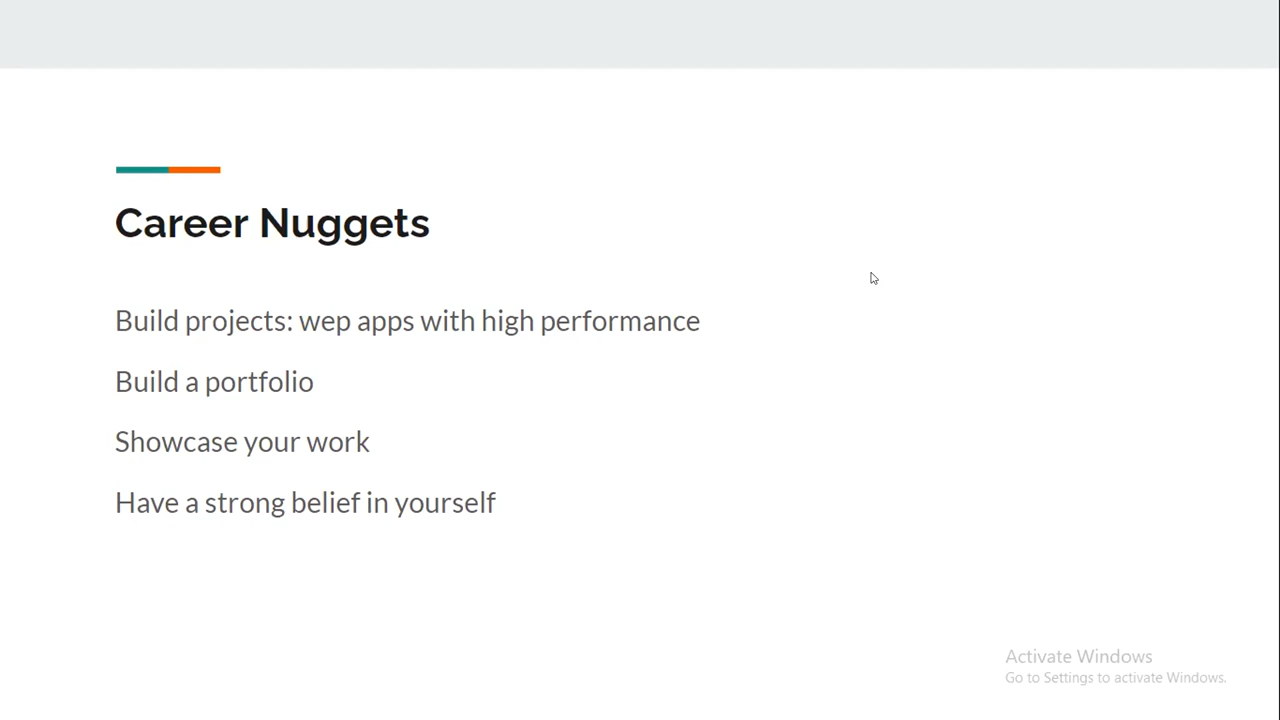 Career Nuggets
Build projects: wep apps with high performance
Build a portfolio
Showcase your work
Have a strong belief in yourself
Activate Windows
Go to Settings to activate Windows.